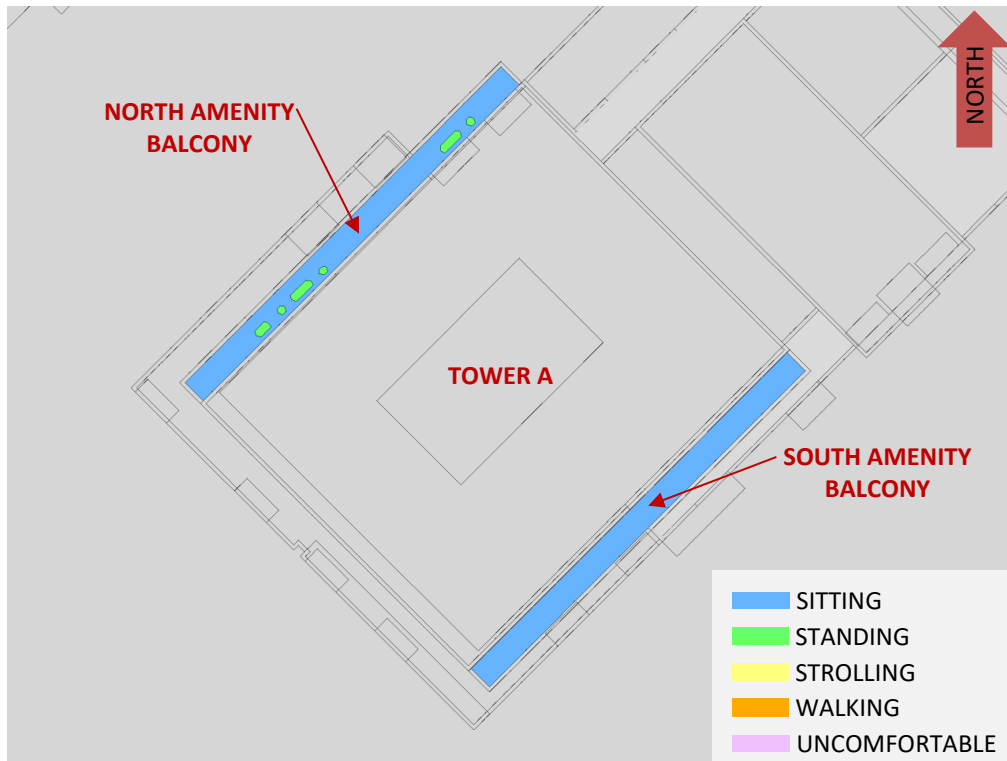 NORTH
NORTH AMENITY
BALCONY
TOWER A
SOUTH AMENITY
BALCONY
SITTING
STANDING
STROLLING
WALKING
UNCOMFORTABLE